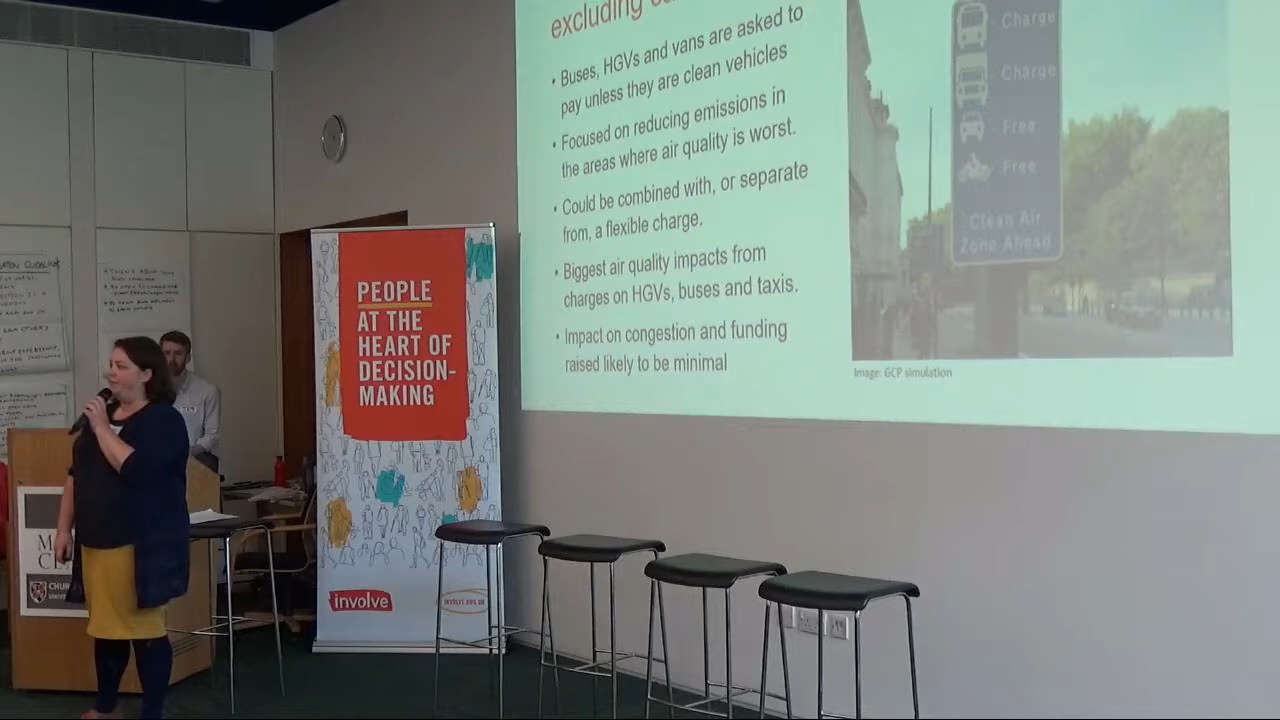 excluding
• Buses, HGVs and vans are asked to
pay unless they are clean vehicles
• Focused on reducing emissions in
the areas where air quality is worst.
• Could be combined with, or separate
from, a flexible charge.
• Biggest air quality impacts from
charges on HGVs, buses and taxis.
• Impact on congestion and funding
raised likely to be minimal
Charge
Charge
Free
Free
Clean Air
Zone Ahead
Image: GCP simulation
PEOPLE
AT THE
HEART OF
DECISION-
MAKING
involve
INVOLVE.ORG.UK